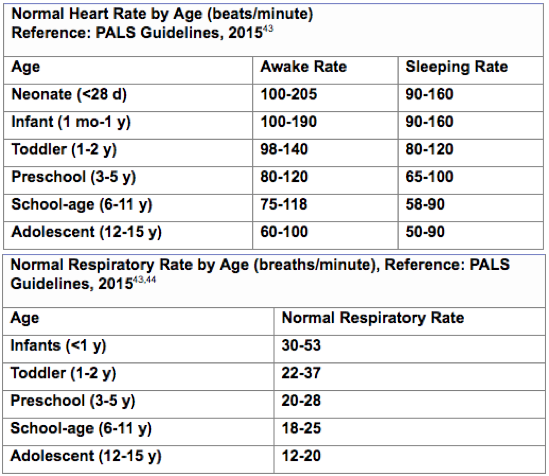 Normal Heart Rate by Age (beats/minute)
Reference: PALS Guidelines, 2015⁴³
Age Awake Rate Sleeping Rate
Neonate (<28 d) 100-205 90-160
Infant (1 mo-1 y) 100-190 90-160
Toddler (1-2 y) 98-140 80-120
Preschool (3-5 y) 80-120 65-100
School-age (6-11 y) 75-118 58-90
Adolescent (12-15 y) 60-100 50-90
Normal Respiratory Rate by Age (breaths/minute), Reference: PALS
Guidelines, 2015⁴³,⁴⁴
Age Normal Respiratory Rate
Infants (<1 y) 30-53
Toddler (1-2 y) 22-37
Preschool (3-5 y) 20-28
School-age (6-11 y) 18-25
Adolescent (12-15 y) 12-20